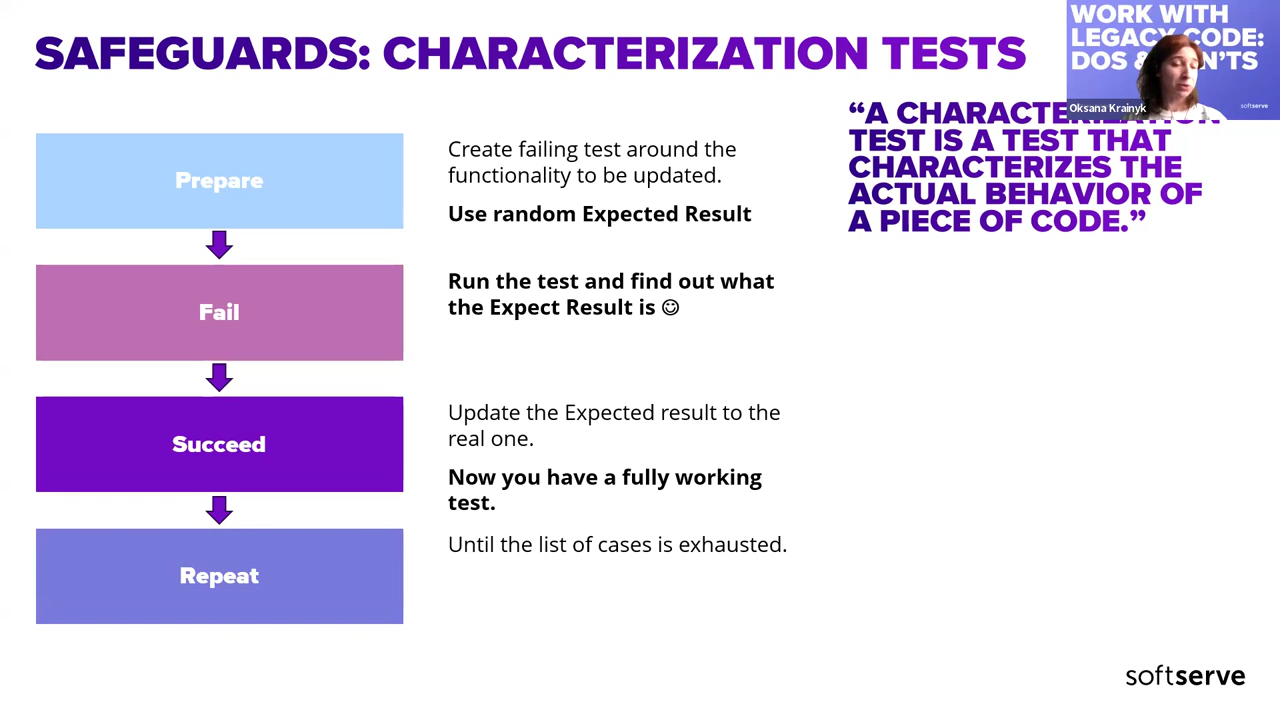 SAFEGUARDS: CHARACTERIZATION TESTS
WORK WITH
LEGACY CODE:
DOS & DON'TS
Oksana Krainyk
softserve
Prepare
Create failing test around the
functionality to be updated.
Use random Expected Result
Fail
Run the test and find out what
the Expect Result is ☺
Succeed
Update the Expected result to the
real one.
Now you have a fully working
test.
Repeat
Until the list of cases is exhausted.
“A CHARACTERIZATION
TEST IS A TEST THAT
CHARACTERIZES THE
ACTUAL BEHAVIOR OF
A PIECE OF CODE.”
softserve